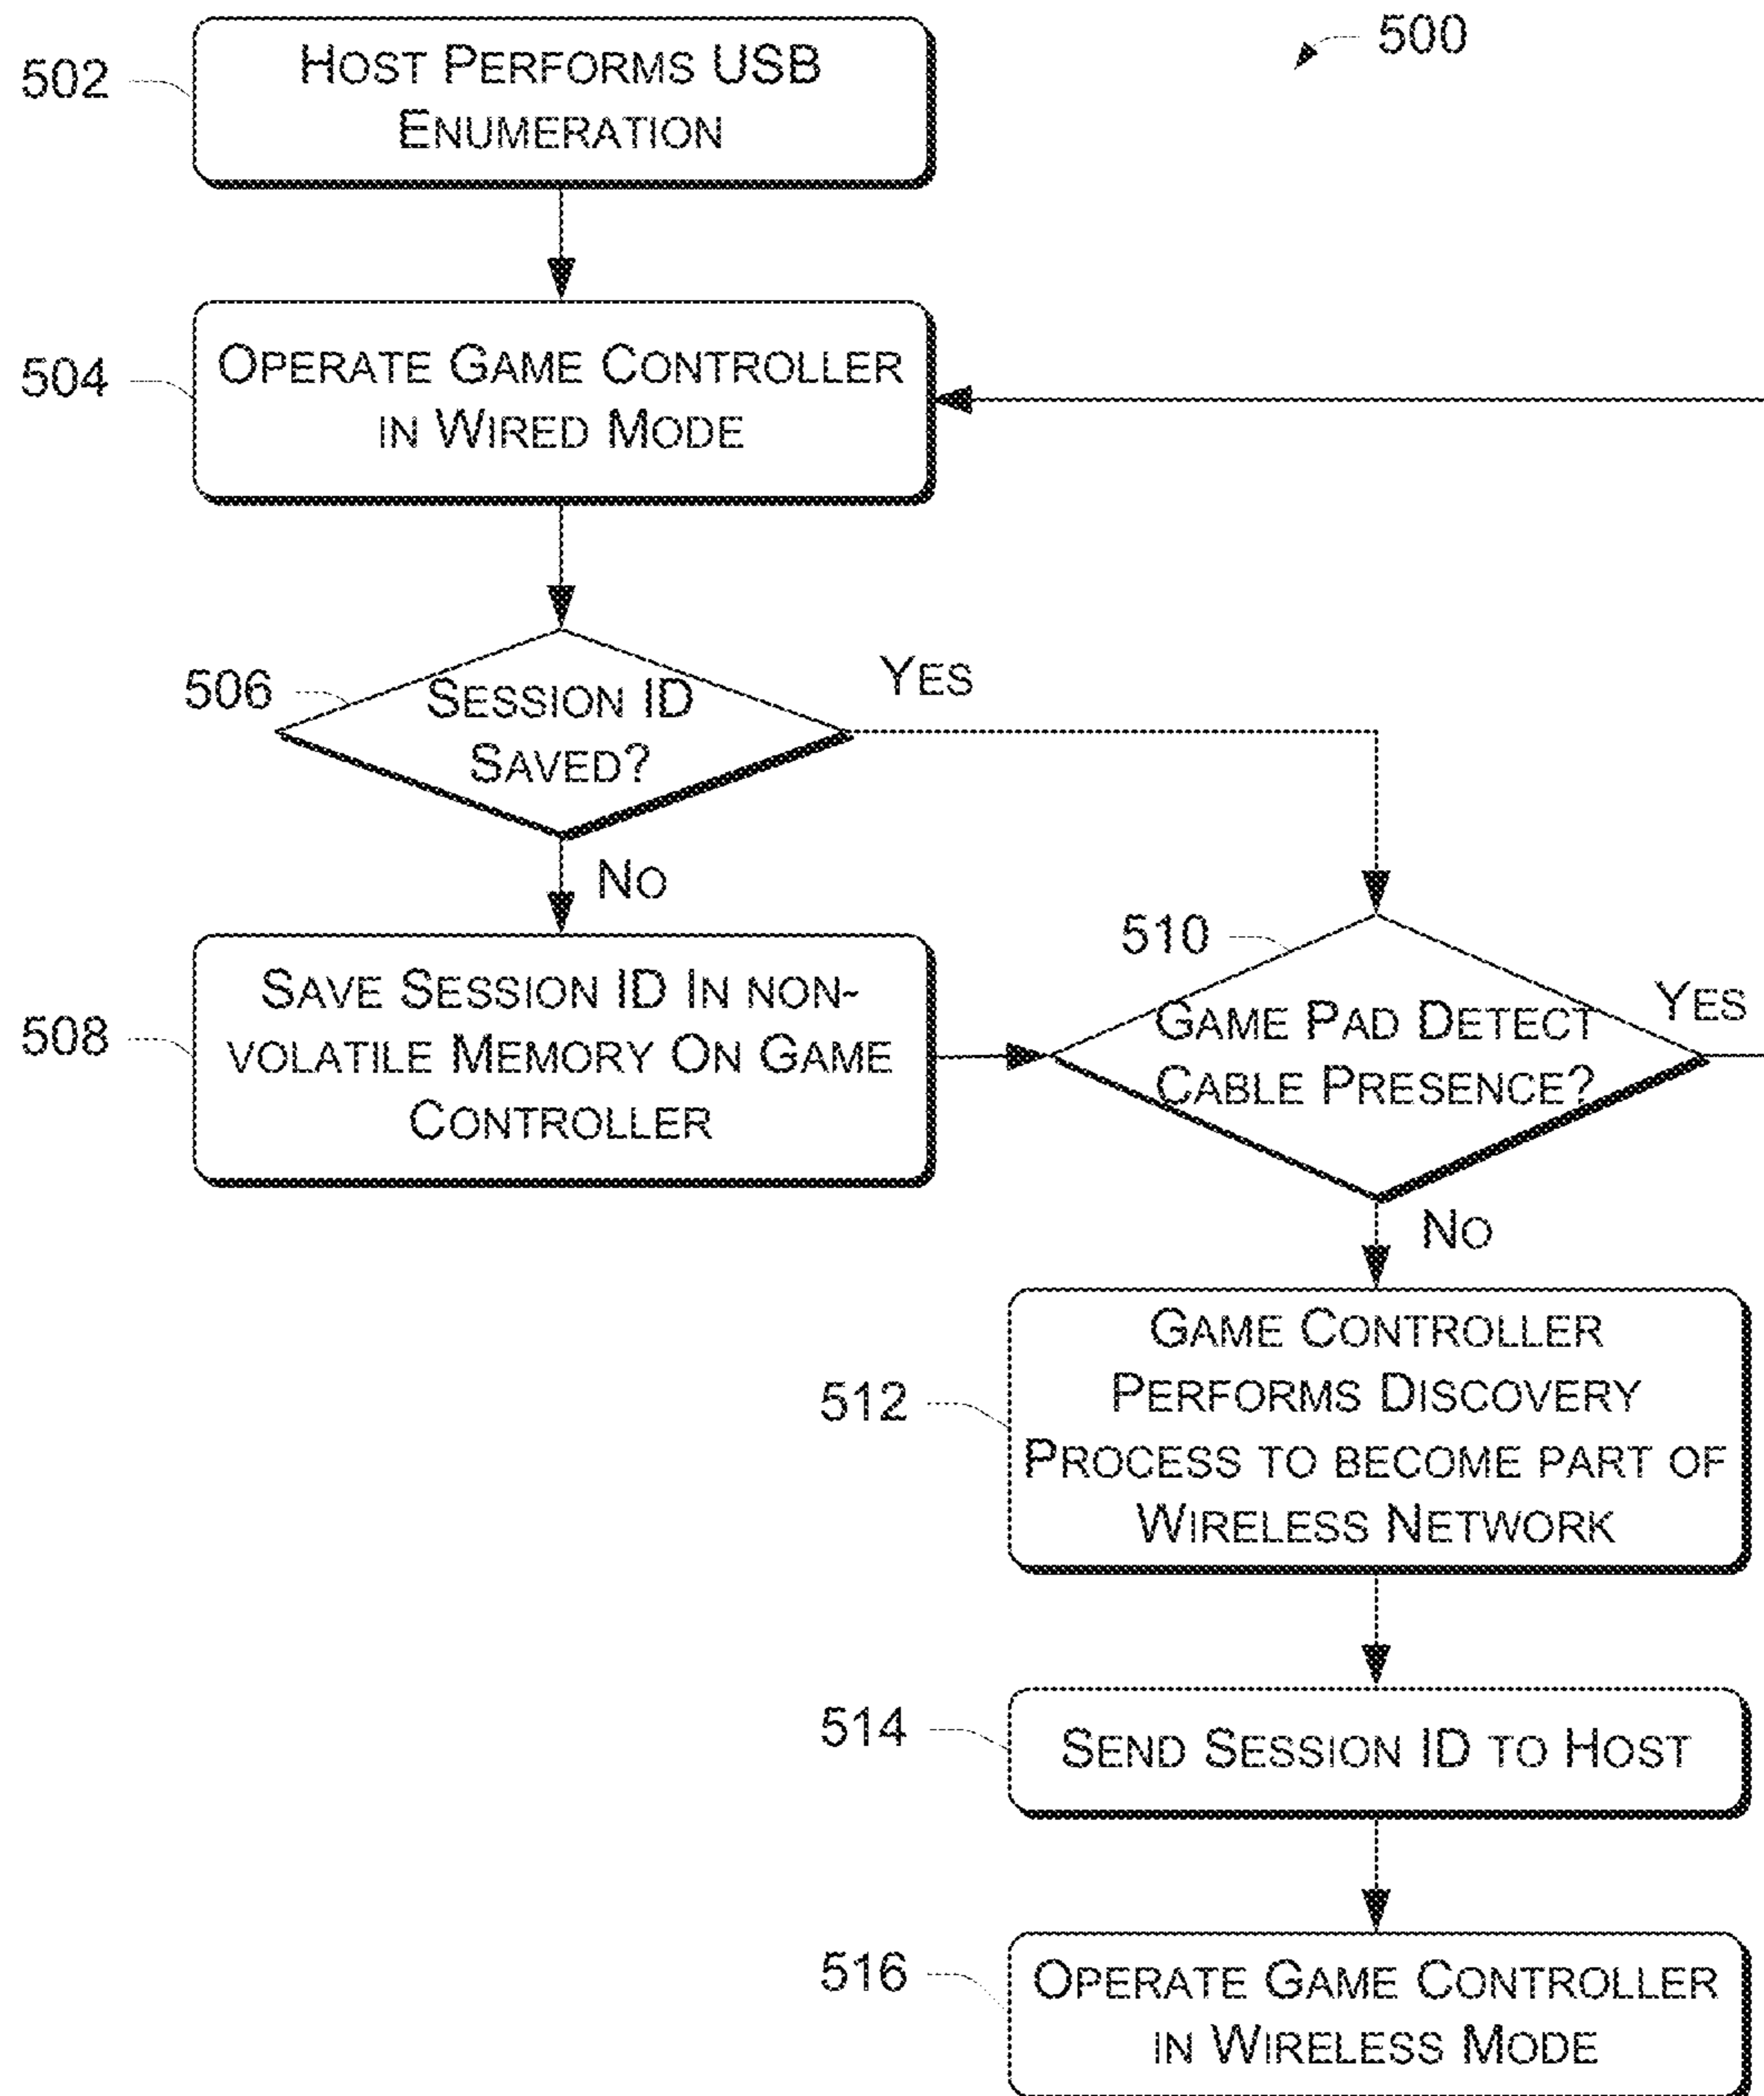 500
502
HOST PERFORMS USB
ENUMERATION
504
OPERATE GAME CONTROLLER
IN WIRED MODE
506
SESSION ID
SAVED?
YES
NO
508
SAVE SESSION ID IN NON-
VOLATILE MEMORY ON GAME
CONTROLLER
510
GAME PAD DETECT
CABLE PRESENCE?
YES
NO
512
GAME CONTROLLER
PERFORMS DISCOVERY
PROCESS TO BECOME PART OF
WIRELESS NETWORK
514
SEND SESSION ID TO HOST
516
OPERATE GAME CONTROLLER
IN WIRELESS MODE